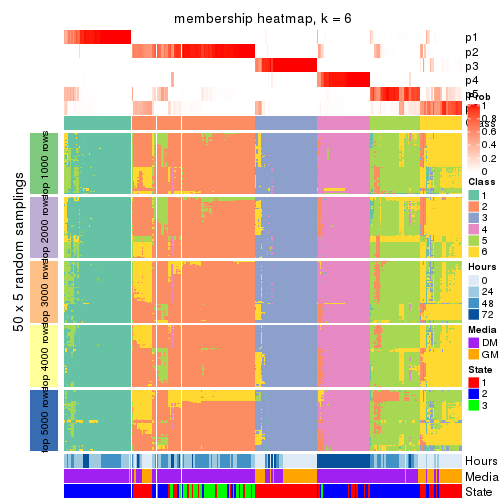 membership heatmap, k = 6
p1
p2
p3
p4
Prob
1
0.8
0.6
0.4
0.2
0
Class
1
2
3
4
5
6
Hours
0
24
48
72
Media
DM
GM
State
1
2
3
50 x 5 random samplings
top 1000 rows
top 2000 rows
top 3000 rows
top 4000 rows
top 5000 rows
Hours
Media
State